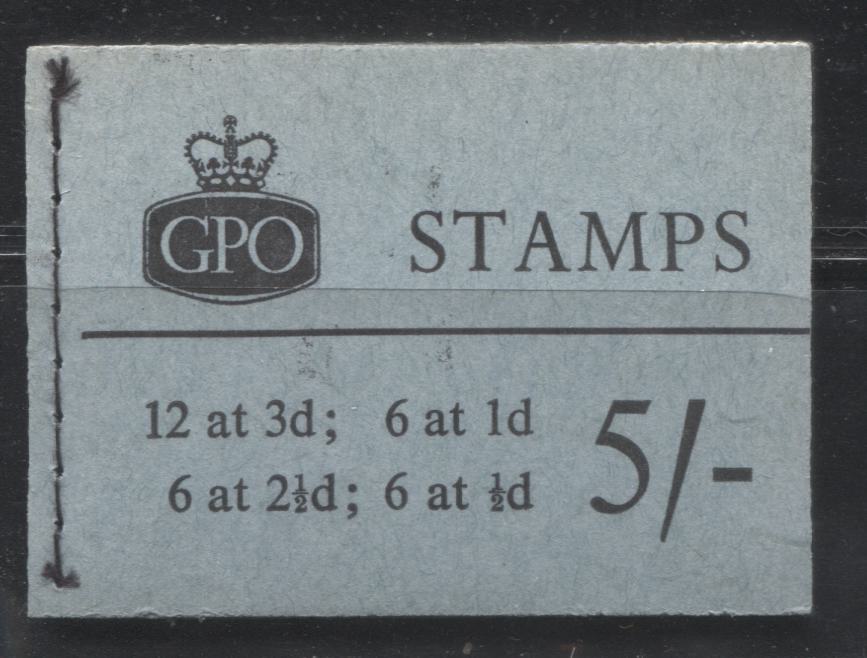 GPO STAMPS
12 at 3d; 6 at 1d
6 at 2½d; 6 at ½d
5/-